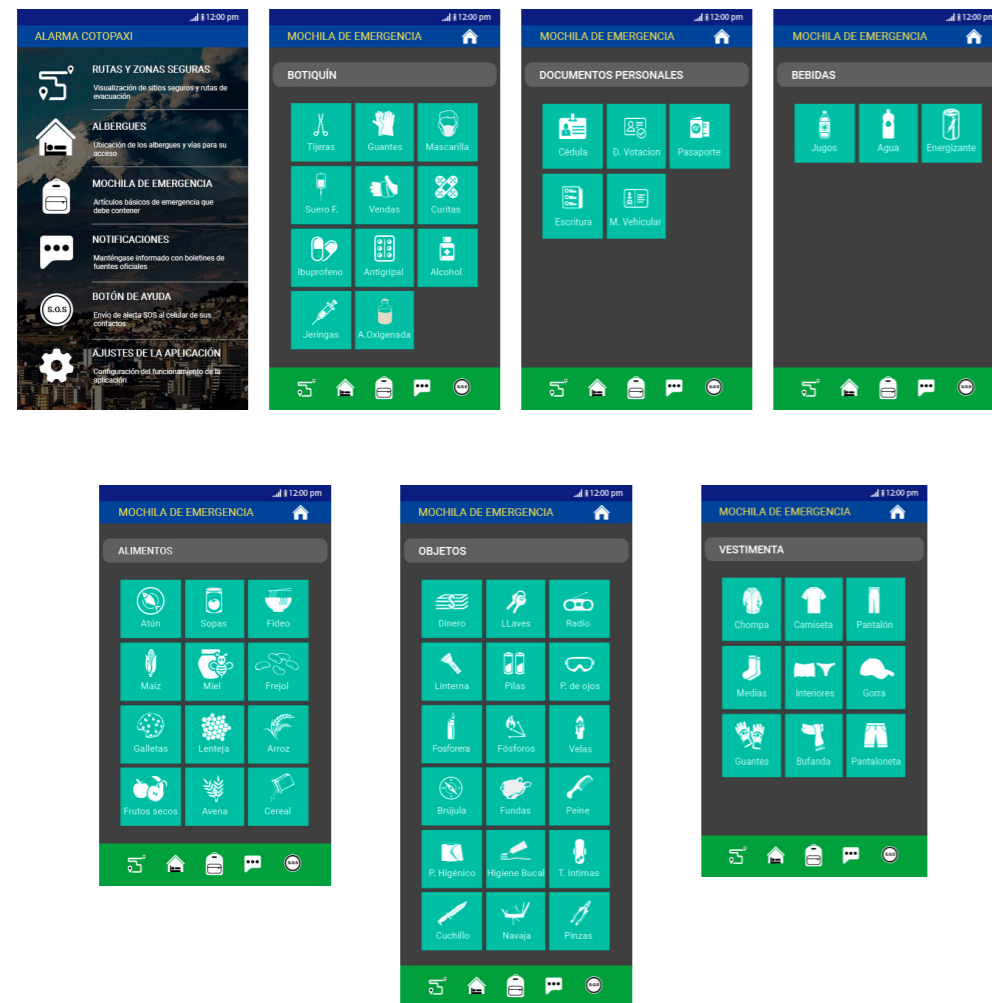 12:00 pm
ALARMA COTOPAXI
RUTAS Y ZONAS SEGURAS
Visualización de sitios seguros y rutas de
evacuación
ALBERGUES
Ubicación de los albergues y vías para su
acceso
MOCHILA DE EMERGENCIA
Artículos básicos de emergencia que
debe contener
NOTIFICACIONES
Manténgase informado con boletines de
fuentes oficiales
S.O.S
BOTÓN DE AYUDA
Envío de alerta SOS al celular de sus
contactos
AJUSTES DE LA APLICACIÓN
Configuración del funcionamiento de la
aplicación
12:00 pm
MOCHILA DE EMERGENCIA
BOTIQUÍN
Tijeras Guantes Mascarilla
Suero F. Vendas Curitas
Ibuprofeno Antigripal Alcohol
Jeringas A.Oxigenada
S.O.S
12:00 pm
MOCHILA DE EMERGENCIA
DOCUMENTOS PERSONALES
Cédula D. Votacion Pasaporte
Escritura M. Vehicular
S.O.S
12:00 pm
MOCHILA DE EMERGENCIA
BEBIDAS
Jugos Agua Energizante
S.O.S
12:00 pm
MOCHILA DE EMERGENCIA
ALIMENTOS
Atún Sopas Fideo
Maíz Miel Frejol
Galletas Lenteja Arroz
Frutos secos Avena Cereal
S.O.S
12:00 pm
MOCHILA DE EMERGENCIA
OBJETOS
Dinero LLaves Radio
Linterna Pilas P. de ojos
Fosforera Fósforos Velas
Brújula Fundas Peine
P. Higénico Higiene Bucal T. Intimas
Cuchillo Navaja Pinzas
S.O.S
12:00 pm
MOCHILA DE EMERGENCIA
VESTIMENTA
Chompa Camiseta Pantalón
Medias Interiores Gorra
Guantes Bufanda Pantaloneta
S.O.S